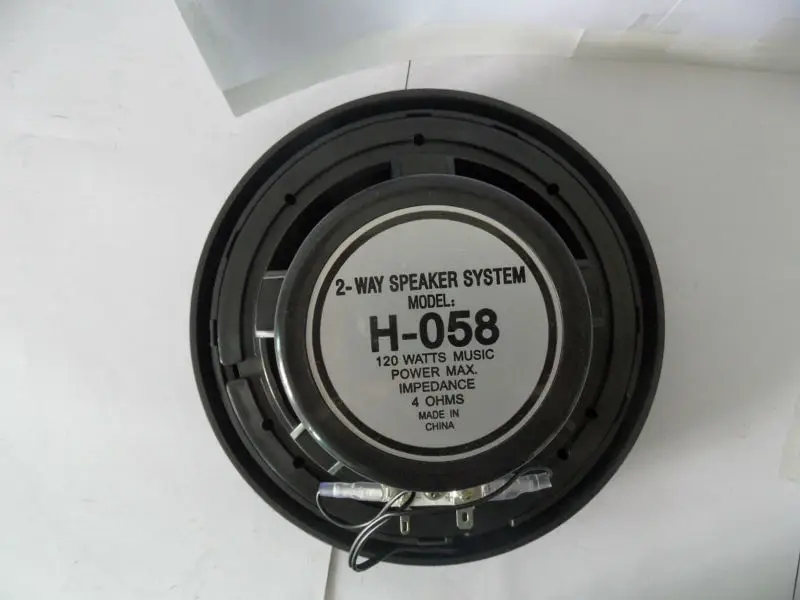 2-WAY SPEAKER SYSTEM
MODEL:
H-058
120 WATTS MUSIC
POWER MAX.
IMPEDANCE
4 OHMS
MADE IN
CHINA